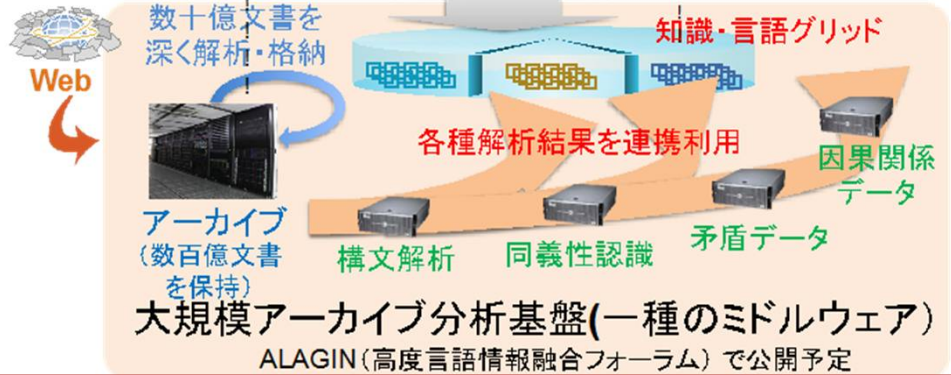 数十億文書を
深く解析・格納
知識・言語グリッド
Web
各種解析結果を連携利用
因果関係
データ
アーカイブ
(数百億文書
を保持)
構文解析
同義性認識
矛盾データ
大規模アーカイブ分析基盤(一種のミドルウェア)
ALAGIN(高度言語情報融合フォーラム)で公開予定